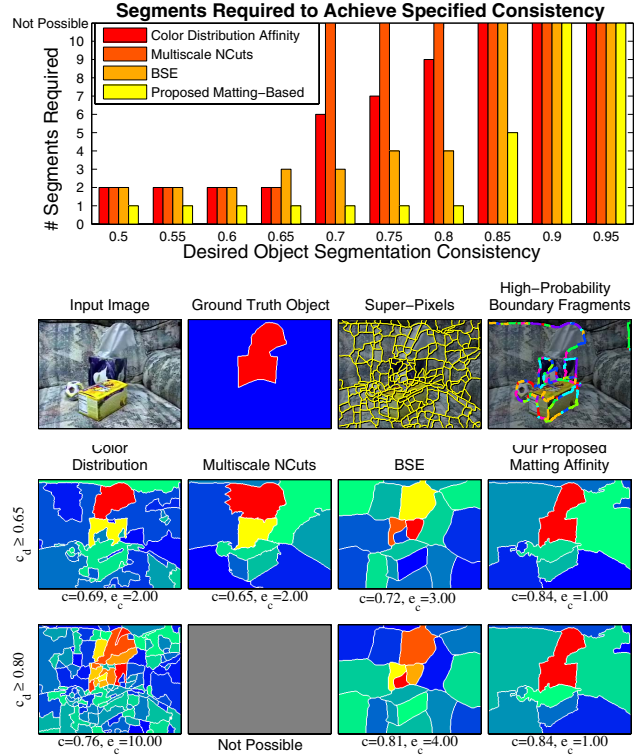 Segments Required to Achieve Specified Consistency
Not Possible
10
9
8
7
6
5
4
3
2
1
0
# Segments Required
Color Distribution Affinity
Multiscale NCuts
BSE
Proposed Matting−Based
0.5 0.55 0.6 0.65 0.7 0.75 0.8 0.85 0.9 0.95
Desired Object Segmentation Consistency
Input Image
Ground Truth Object
Super−Pixels
High−Probability
Boundary Fragments
Color
Distribution
Multiscale NCuts
BSE
Our Proposed
Matting Affinity
c_d ≥ 0.65
c=0.69, e_c=2.00
c=0.65, e_c=2.00
c=0.72, e_c=3.00
c=0.84, e_c=1.00
c_d ≥ 0.80
c=0.76, e_c=10.00
Not Possible
c=0.81, e_c=4.00
c=0.84, e_c=1.00